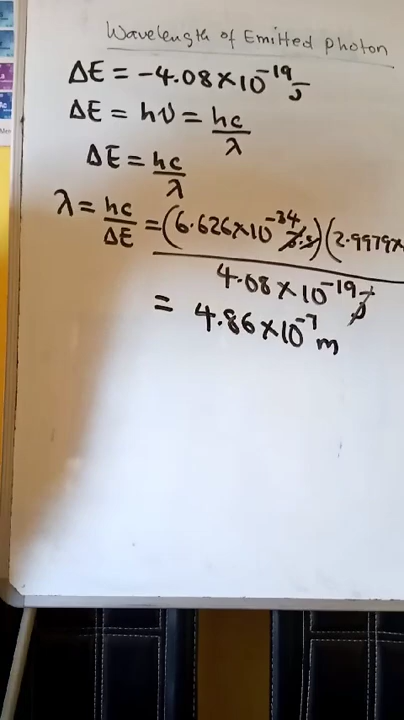 Wavelength of Emitted Photon
ΔE = -4.08×10⁻¹⁹ J
ΔE = hν = hc/λ
ΔE = hc/λ
λ = hc/ΔE = (6.626×10⁻³⁴ J·s)(2.9979×
4.08×10⁻¹⁹ J
= 4.86×10⁻⁷ m